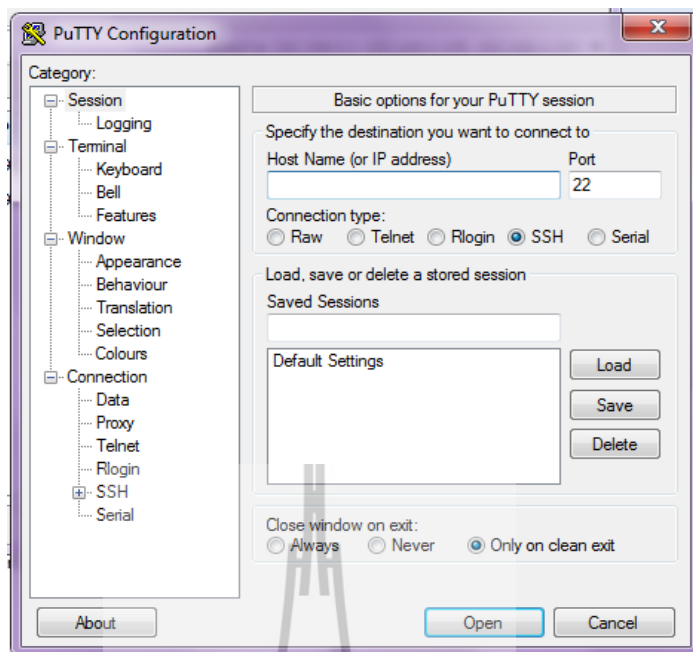 PuTTY Configuration
Category:
Session
Logging
Terminal
Keyboard
Bell
Features
Window
Appearance
Behaviour
Translation
Selection
Colours
Connection
Data
Proxy
Telnet
Rlogin
SSH
Serial
Basic options for your PuTTY session
Specify the destination you want to connect to
Host Name (or IP address) Port
22
Connection type:
Raw Telnet Rlogin SSH Serial
Load, save or delete a stored session
Saved Sessions
Default Settings
Load
Save
Delete
Close window on exit:
Always Never Only on clean exit
About Open Cancel